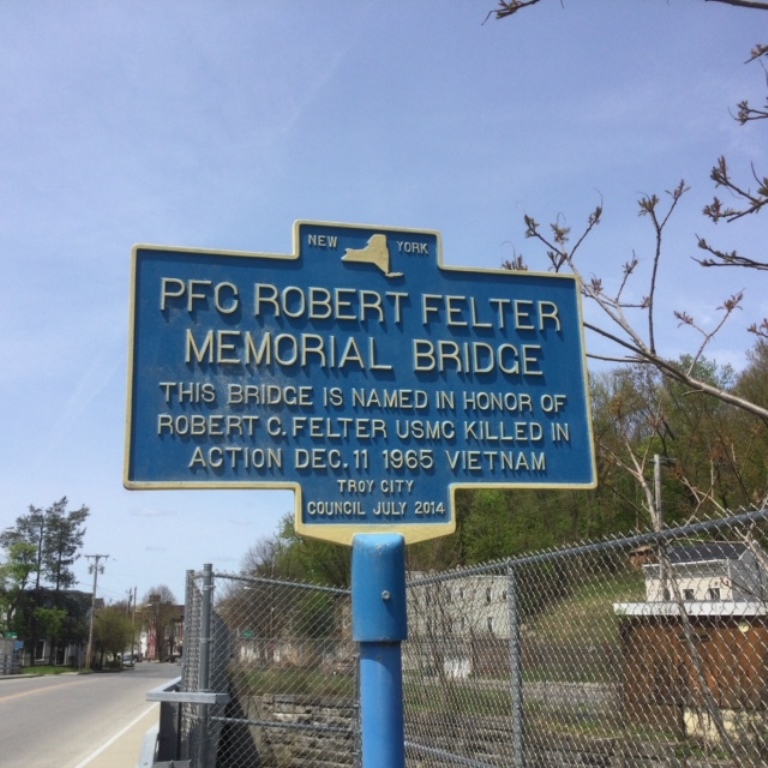 NEW YORK
PFC ROBERT FELTER
MEMORIAL BRIDGE
THIS BRIDGE IS NAMED IN HONOR OF
ROBERT C. FELTER USMC KILLED IN
ACTION DEC. 11 1965 VIETNAM
TROY CITY
COUNCIL JULY 2014